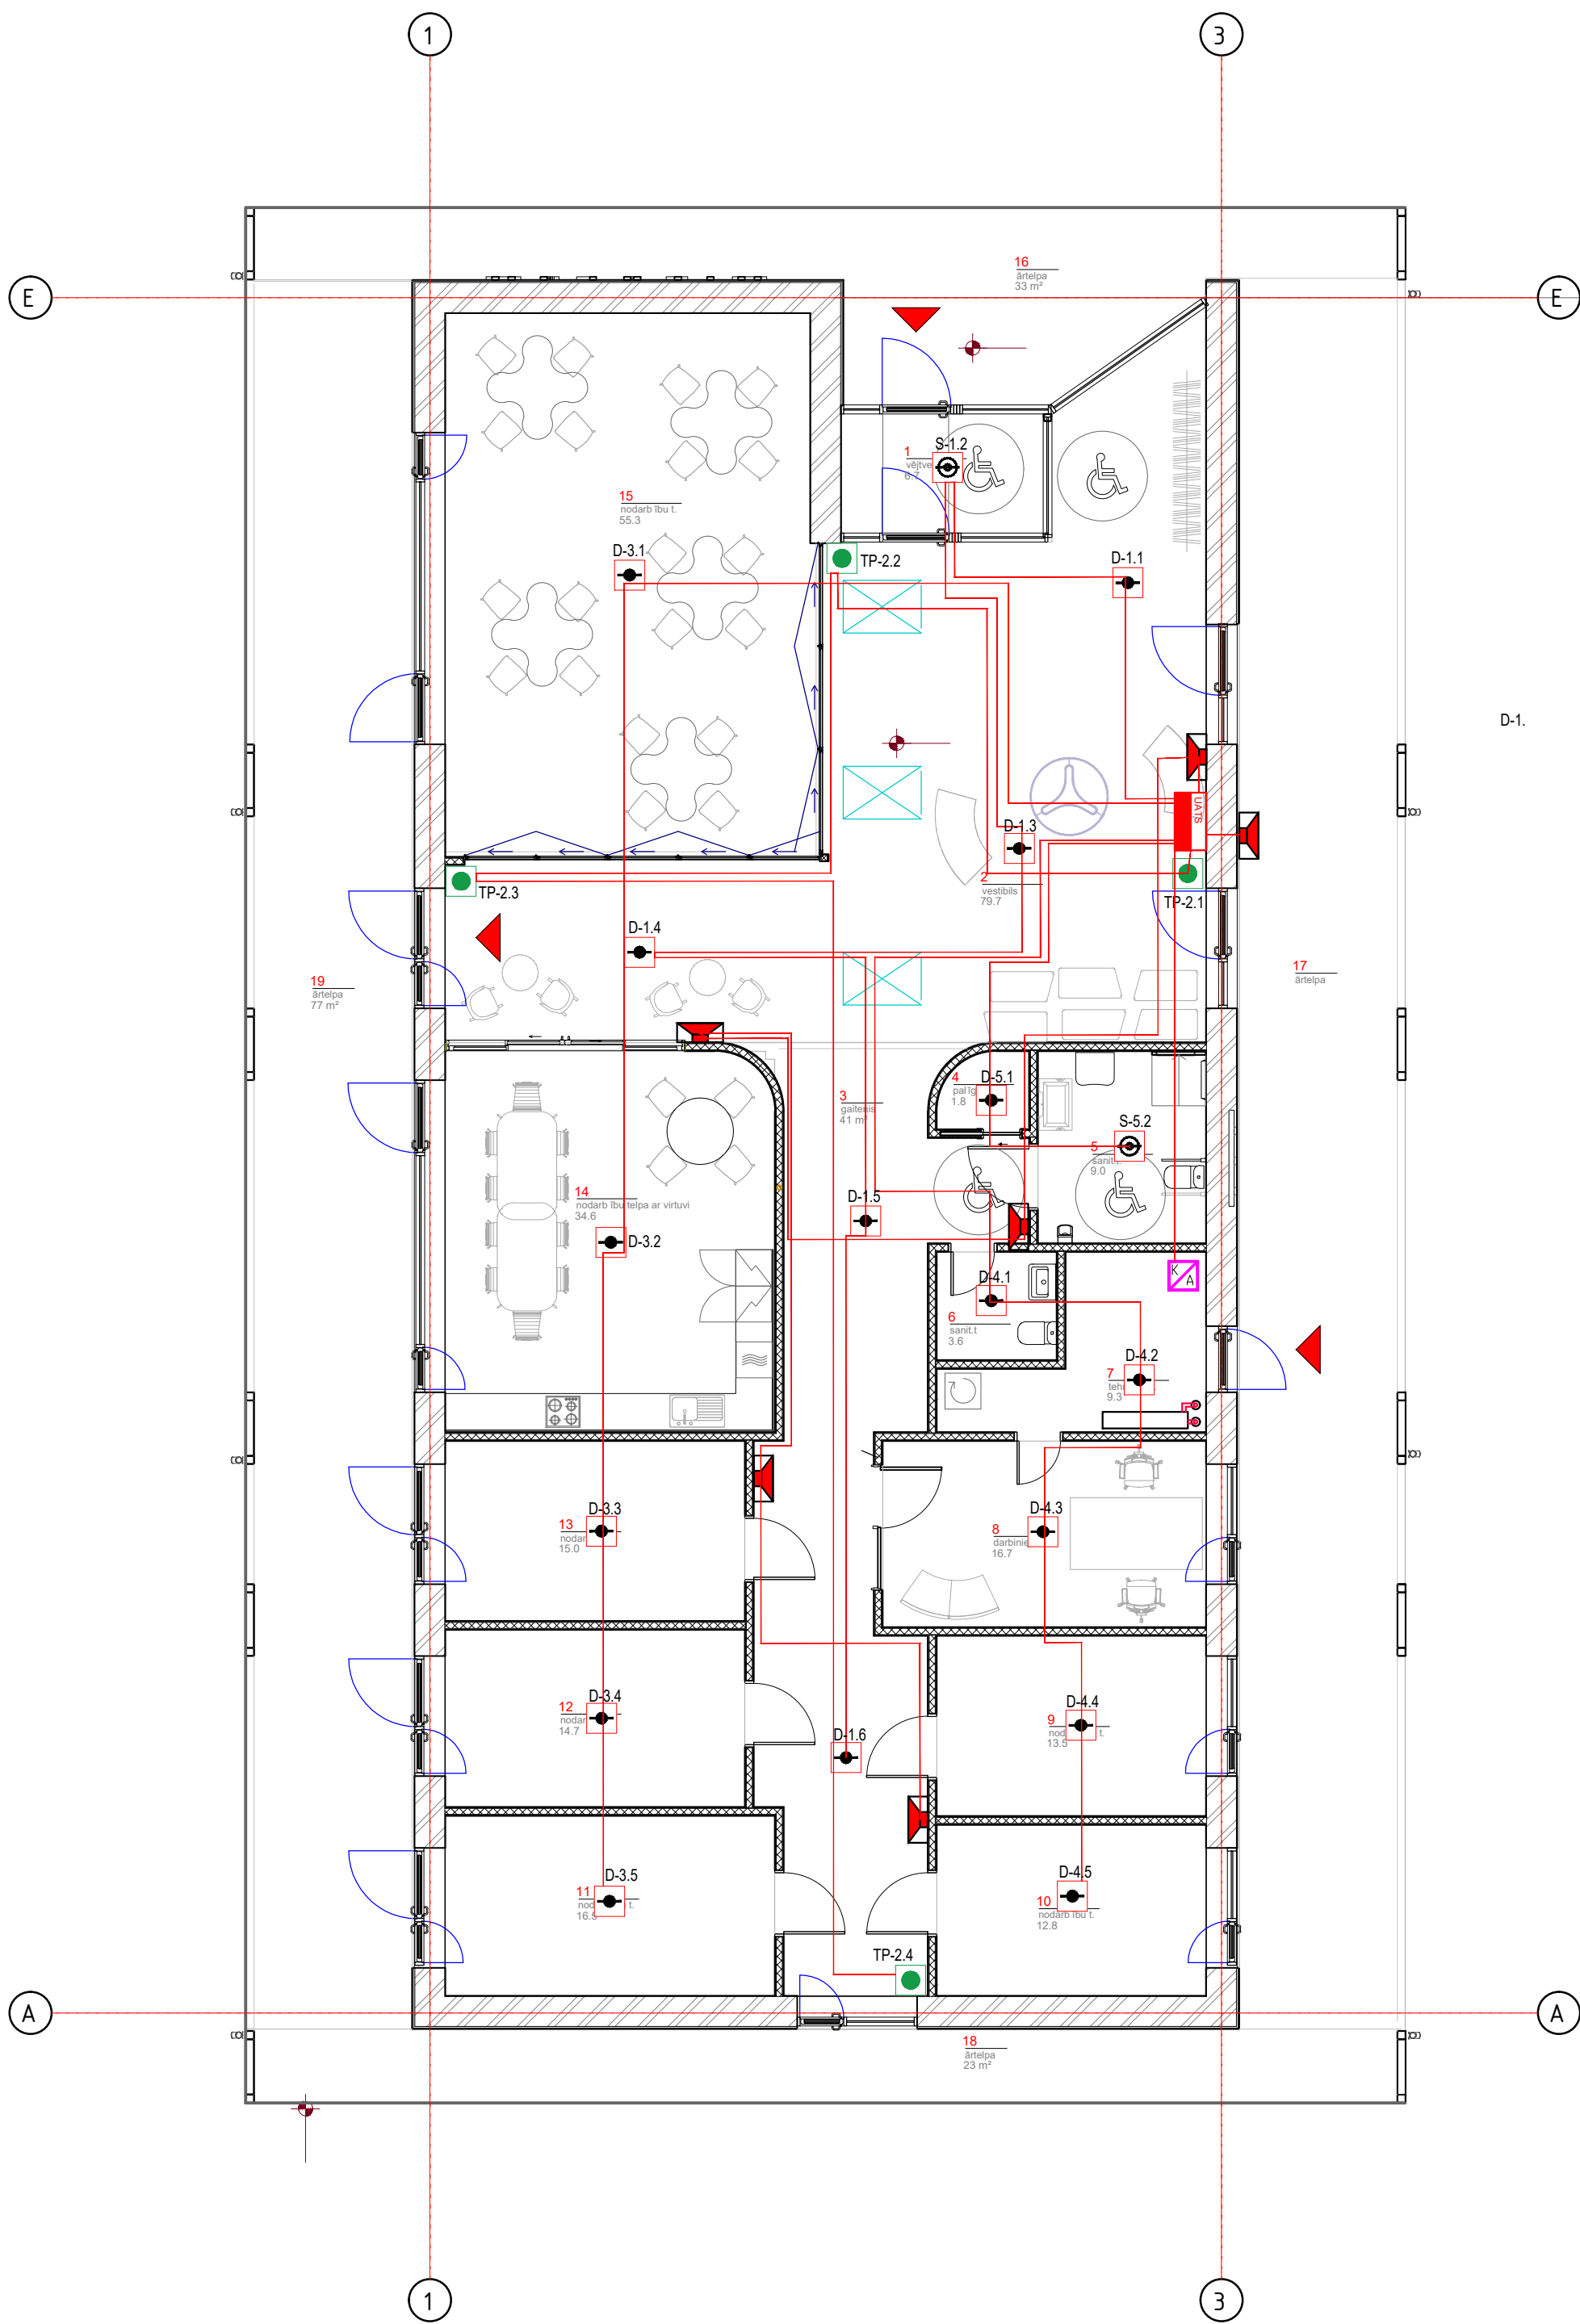 1
3
E
E
16
ārtelpa
33 m²
S-1.2
1
6.7
15
nodarb ību t.
55.3
D-3.1
TP-2.2
D-1.1
D-1.
UATS
D-1.3
2
vestibils
79.7
TP-2.3
TP-2.1
D-1.4
19
ārtelpa
77 m²
17
ārtelpa
4
D-5.1
palīg
1.8
3
gaitenis
41 m
S-5.2
5
sanit.
9.0
14
nodarb ību telpa ar virtuvi
34.6
D-1.5
D-3.2
K
A
D-4.1
6
sanit.t
3.6
D-4.2
7
9.3
D-3.3
13
nodar
15.0
D-4.3
8
darbinie
16.7
D-3.4
12
nodar
14.7
D-4.4
9
nod t.
13.5
D-1.6
D-3.5
11
nod t.
16.5
D-4.5
10
nodarb ību t.
12.8
TP-2.4
A
A
18
ārtelpa
23 m²
1
3